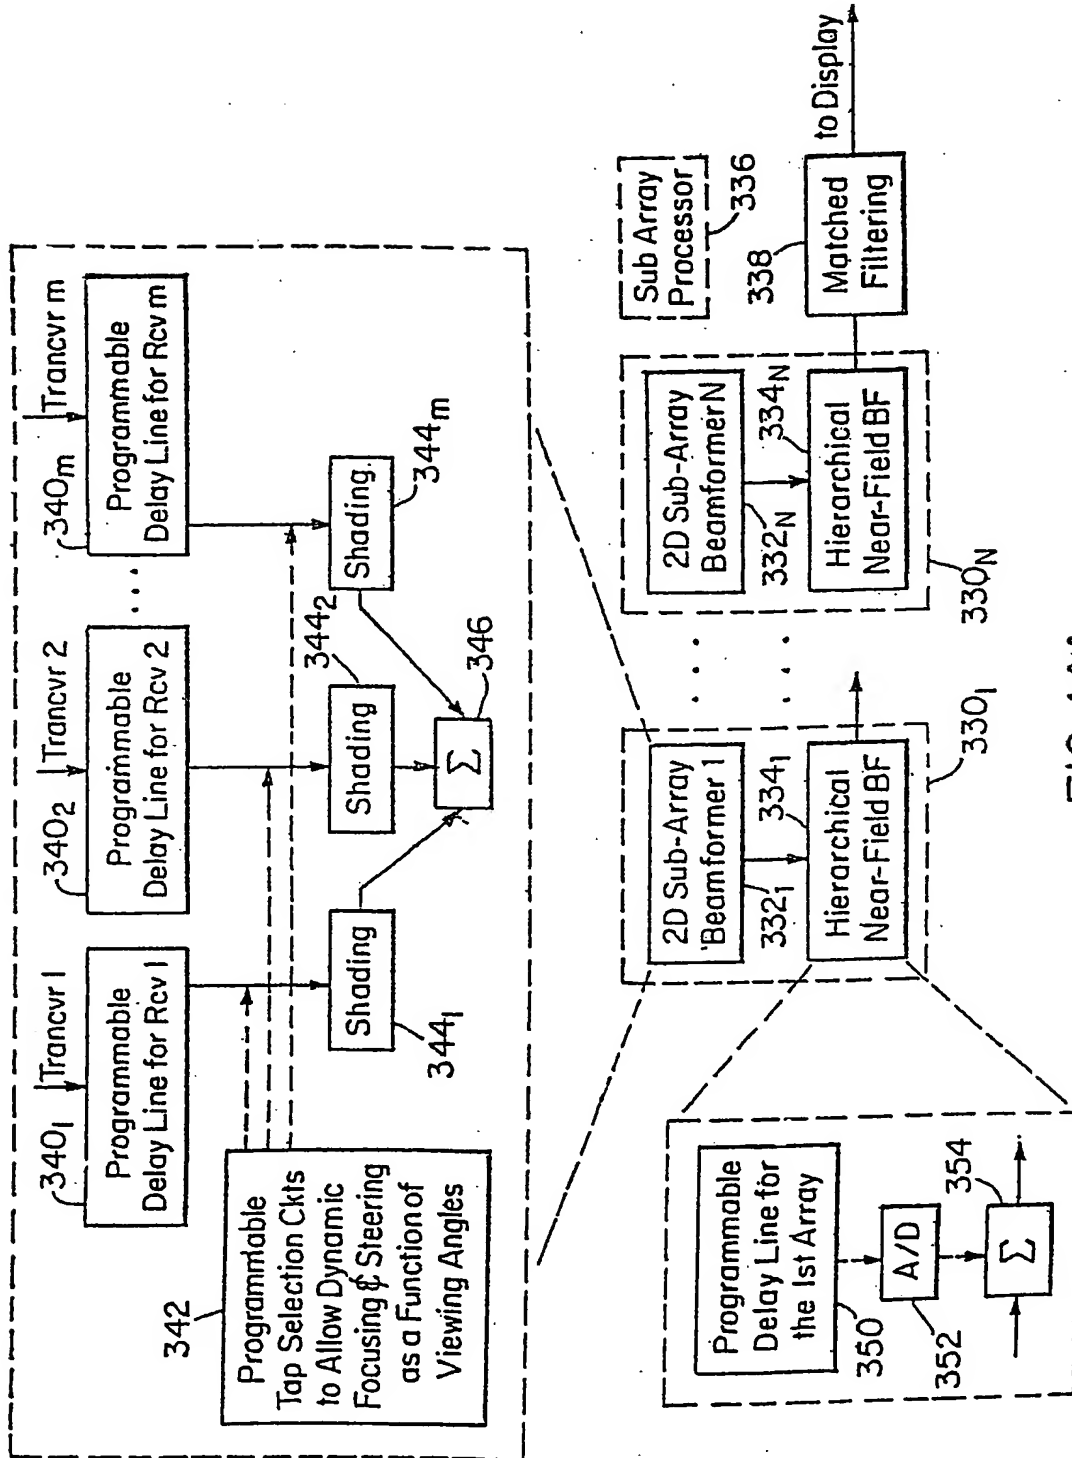 340₁
Trancvr 1
Programmable
Delay Line for Rcv 1
340₂
Trancvr 2
Programmable
Delay Line for Rcv 2
. . .
340m
Trancvr m
Programmable
Delay Line for Rcv m
342
Programmable
Tap Selection Ckts
to Allow Dynamic
Focusing & Steering
as a Function of
Viewing Angles
Shading
344₁
Shading
344₂
Shading
344m
Σ
346
Programmable
Delay Line for
the 1st Array
350
A/D
352
Σ
354
2D Sub-Array
Beamformer 1
332₁
334₁
Hierarchical
Near-Field BF
330₁
. . .
. . .
2D Sub-Array
Beamformer N
332N
334N
Hierarchical
Near-Field BF
330N
Sub Array
Processor
336
338
Matched
Filtering
to Display